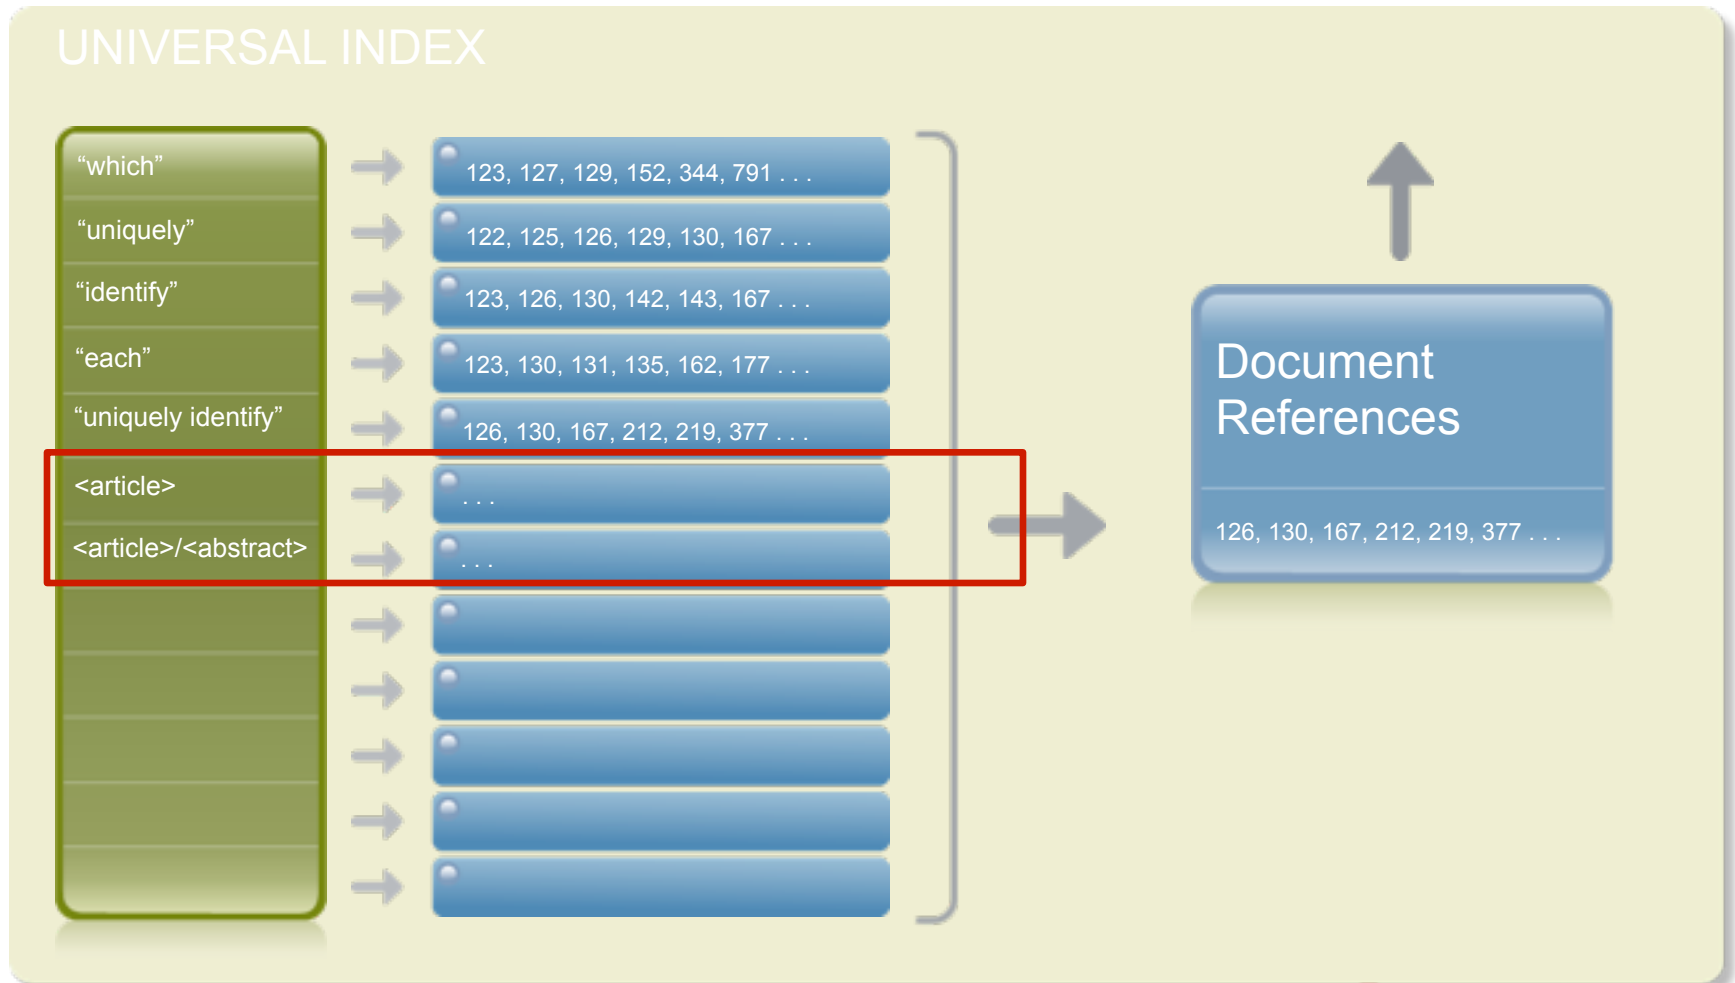 UNIVERSAL INDEX
“which”
123, 127, 129, 152, 344, 791 . . .
“uniquely”
122, 125, 126, 129, 130, 167 . . .
“identify”
123, 126, 130, 142, 143, 167 . . .
“each”
123, 130, 131, 135, 162, 177 . . .
“uniquely identify”
126, 130, 167, 212, 219, 377 . . .
<article>
. . .
<article>/<abstract>
. . .
Document
References
126, 130, 167, 212, 219, 377 . . .